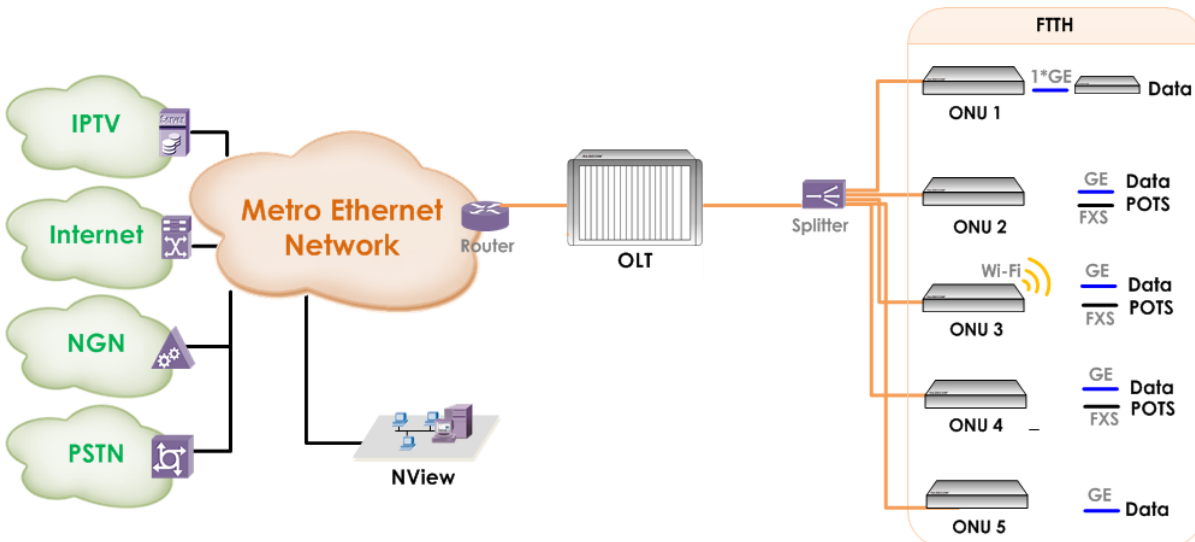 FTTH
IPTV
Server
Internet
NGN
PSTN
Metro Ethernet
Network
Router
NView
OLT
Splitter
ONU 1
1*GE
Data
ONU 2
GE
Data
POTS
FXS
Wi-Fi
ONU 3
GE
Data
POTS
FXS
ONU 4
GE
Data
POTS
FXS
ONU 5
GE
Data